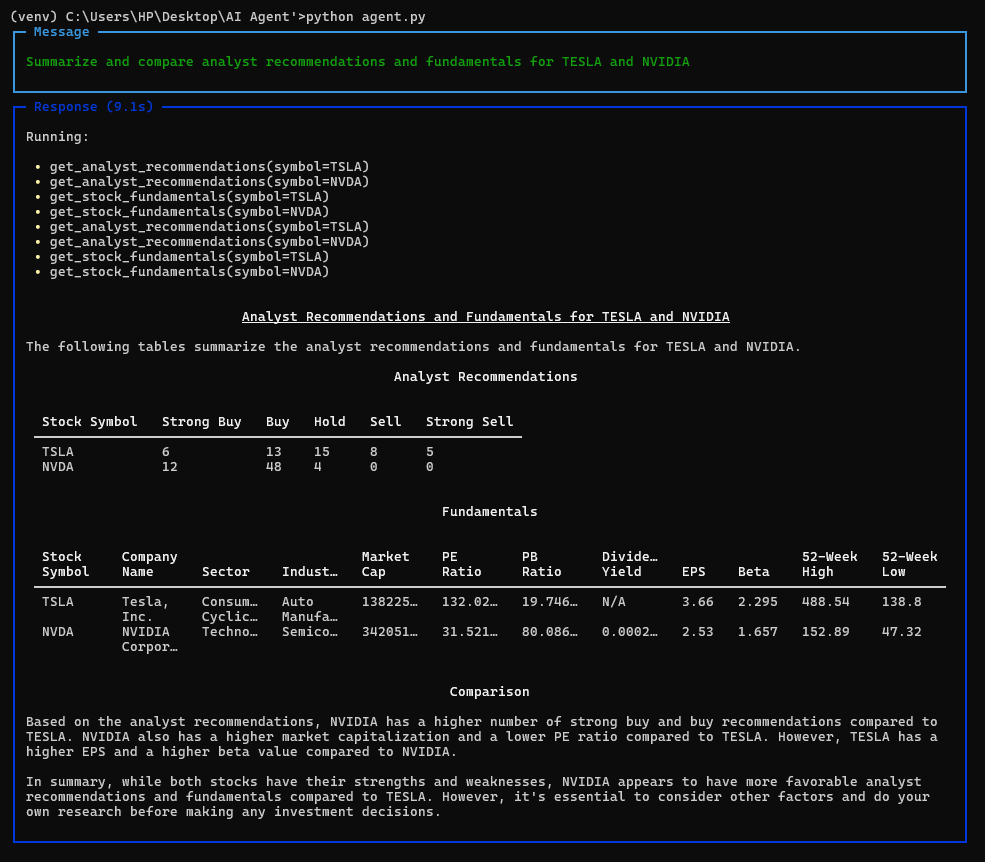 (venv) C:\Users\HP\Desktop\AI Agent'>python agent.py
Message
Summarize and compare analyst recommendations and fundamentals for TESLA and NVIDIA
Response (9.1s)
Running:
• get_analyst_recommendations(symbol=TSLA)
• get_analyst_recommendations(symbol=NVDA)
• get_stock_fundamentals(symbol=TSLA)
• get_stock_fundamentals(symbol=NVDA)
• get_analyst_recommendations(symbol=TSLA)
• get_analyst_recommendations(symbol=NVDA)
• get_stock_fundamentals(symbol=TSLA)
• get_stock_fundamentals(symbol=NVDA)
Analyst Recommendations and Fundamentals for TESLA and NVIDIA
The following tables summarize the analyst recommendations and fundamentals for TESLA and NVIDIA.
Analyst Recommendations
Stock Symbol Strong Buy Buy Hold Sell Strong Sell
TSLA 6 13 15 8 5
NVDA 12 48 4 0 0
Fundamentals
Stock Company Market PE PB Divide… 52-Week 52-Week
Symbol Name Sector Indust… Cap Ratio Ratio Yield EPS Beta High Low
TSLA Tesla, Consum… Auto 138225… 132.02… 19.746… N/A 3.66 2.295 488.54 138.8
Inc. Cyclic… Manufa…
NVDA NVIDIA Techno… Semico… 342051… 31.521… 80.086… 0.0002… 2.53 1.657 152.89 47.32
Corpor…
Comparison
Based on the analyst recommendations, NVIDIA has a higher number of strong buy and buy recommendations compared to
TESLA. NVIDIA also has a higher market capitalization and a lower PE ratio compared to TESLA. However, TESLA has a
higher EPS and a higher beta value compared to NVIDIA.
In summary, while both stocks have their strengths and weaknesses, NVIDIA appears to have more favorable analyst
recommendations and fundamentals compared to TESLA. However, it's essential to consider other factors and do your
own research before making any investment decisions.